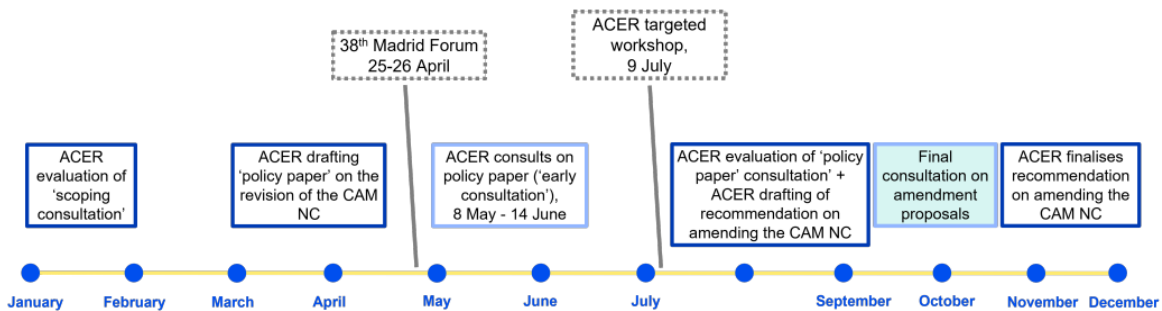 38th Madrid Forum
25-26 April
ACER targeted
workshop,
9 July
ACER
evaluation of
‘scoping
consultation’
ACER drafting
‘policy paper’ on the
revision of the CAM
NC
ACER consults on
policy paper (‘early
consultation’),
8 May - 14 June
ACER evaluation of ‘policy
paper’ consultation’ +
ACER drafting of
recommendation on
amending the CAM NC
Final
consultation on
amendment
proposals
ACER finalises
recommendation
on amending the
CAM NC
January
February
March
April
May
June
July
September
October
November
December